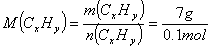 M(CxHy) = m(CxHy) / n(CxHy) = 7g / 0.1mol